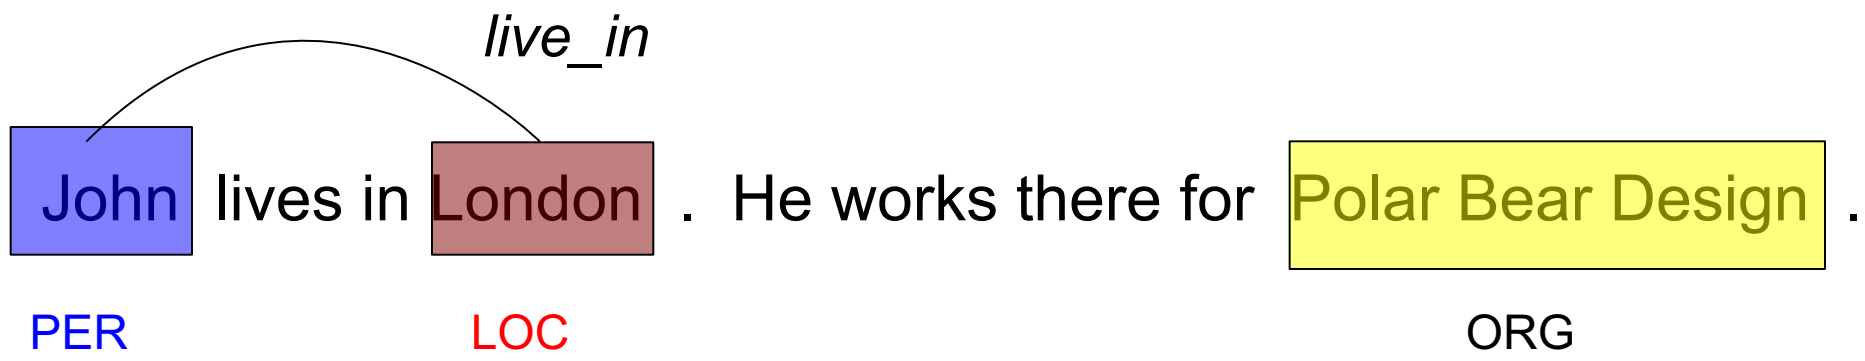 live_in
John lives in London . He works there for Polar Bear Design .
PER LOC ORG